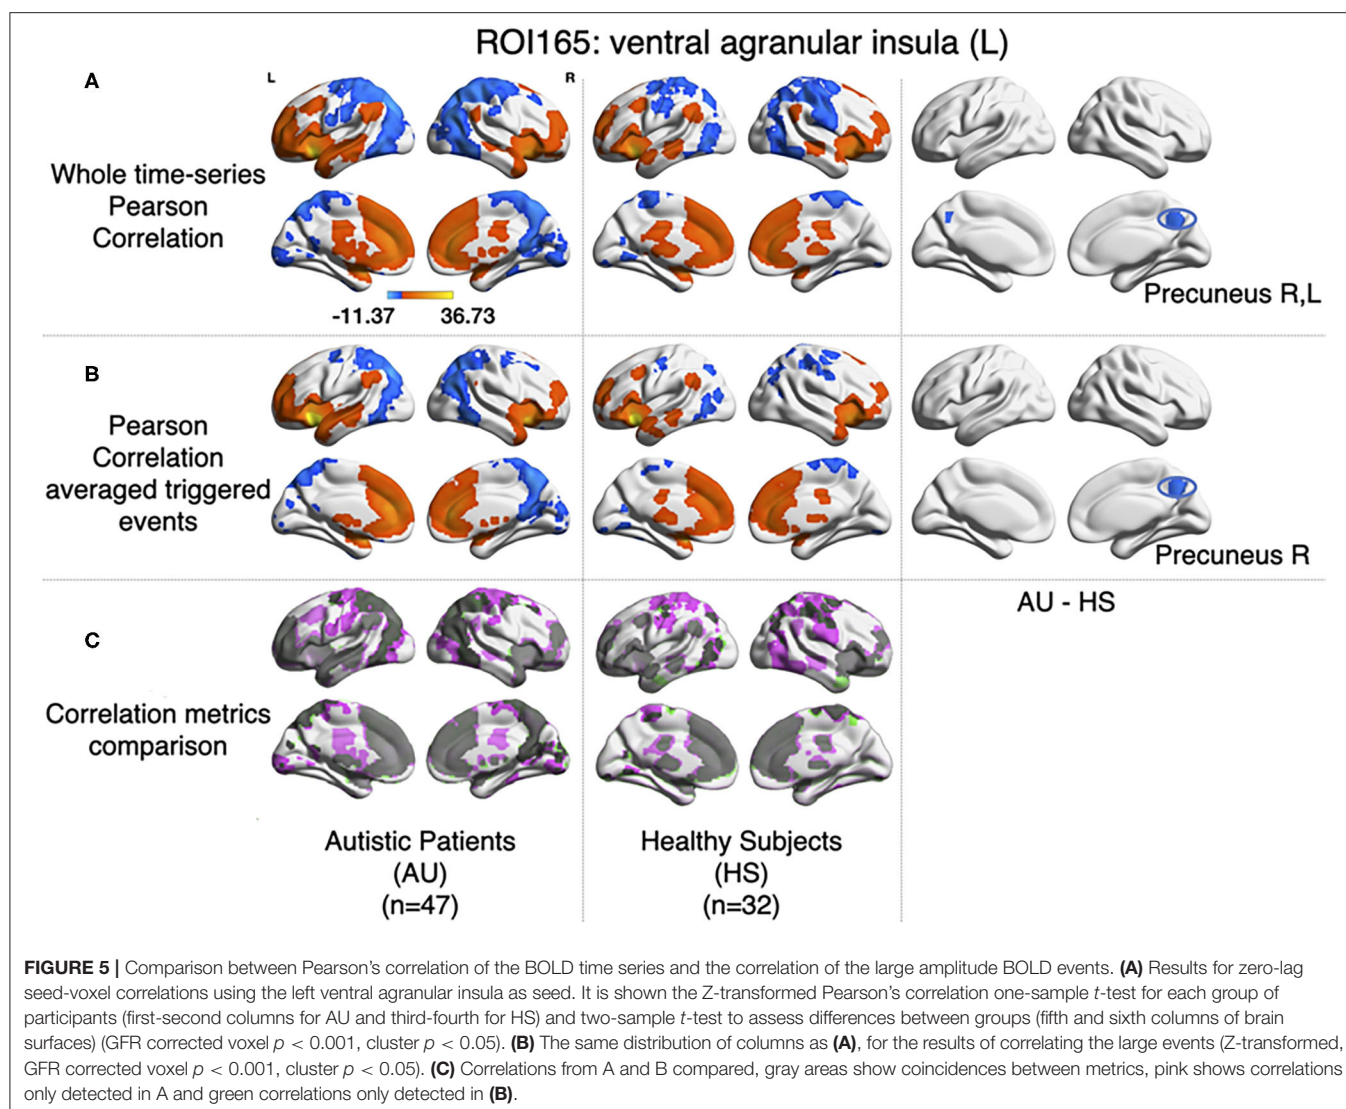 ROI165: ventral agranular insula (L)
A
L
R
Whole time-series
Pearson
Correlation
-11.37 36.73
Precuneus R,L
B
Pearson
Correlation
averaged triggered
events
Precuneus R
AU - HS
C
Correlation metrics
comparison
Autistic Patients
(AU)
(n=47)
Healthy Subjects
(HS)
(n=32)
FIGURE 5 | Comparison between Pearson's correlation of the BOLD time series and the correlation of the large amplitude BOLD events. (A) Results for zero-lag
seed-voxel correlations using the left ventral agranular insula as seed. It is shown the Z-transformed Pearson's correlation one-sample t-test for each group of
participants (first-second columns for AU and third-fourth for HS) and two-sample t-test to assess differences between groups (fifth and sixth columns of brain
surfaces) (GFR corrected voxel p < 0.001, cluster p < 0.05). (B) The same distribution of columns as (A), for the results of correlating the large events (Z-transformed,
GFR corrected voxel p < 0.001, cluster p < 0.05). (C) Correlations from A and B compared, gray areas show coincidences between metrics, pink shows correlations
only detected in A and green correlations only detected in (B).